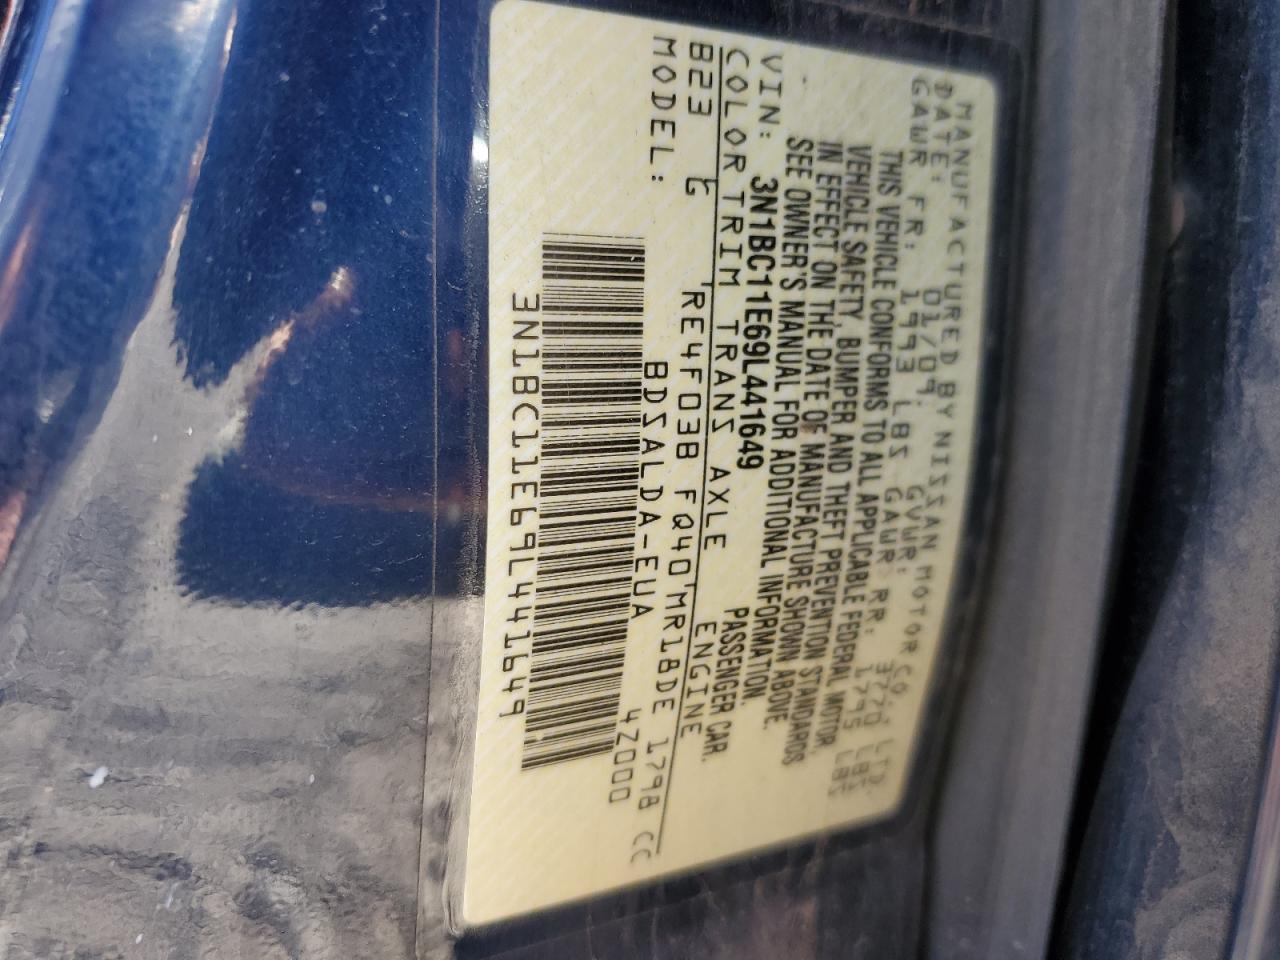 MANUFACTURED BY NISSAN MOTOR CO., LTD.
DATE: 01/09. GVWR: 3770 LBS
GAWR FR: 1993 LBS GAWR RR: 1795 LBS
THIS VEHICLE CONFORMS TO ALL APPLICABLE FEDERAL MOTOR
VEHICLE SAFETY, BUMPER AND THEFT PREVENTION STANDARDS
IN EFFECT ON THE DATE OF MANUFACTURE SHOWN ABOVE.
SEE OWNER'S MANUAL FOR ADDITIONAL INFORMATION.
VIN: 3N1BC11E69L441649 PASSENGER CAR.
COLOR TRIM TRANS AXLE ENGINE
B23 G RE4F03B FQ40 MR18DE 1798 CC
MODEL: BDSALDA-EUA 4Z000
3N1BC11E69L441649